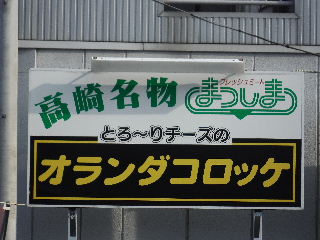 高崎名物
フレッシュミート
まつしま
とろ〜りチーズの
オランダコロッケ